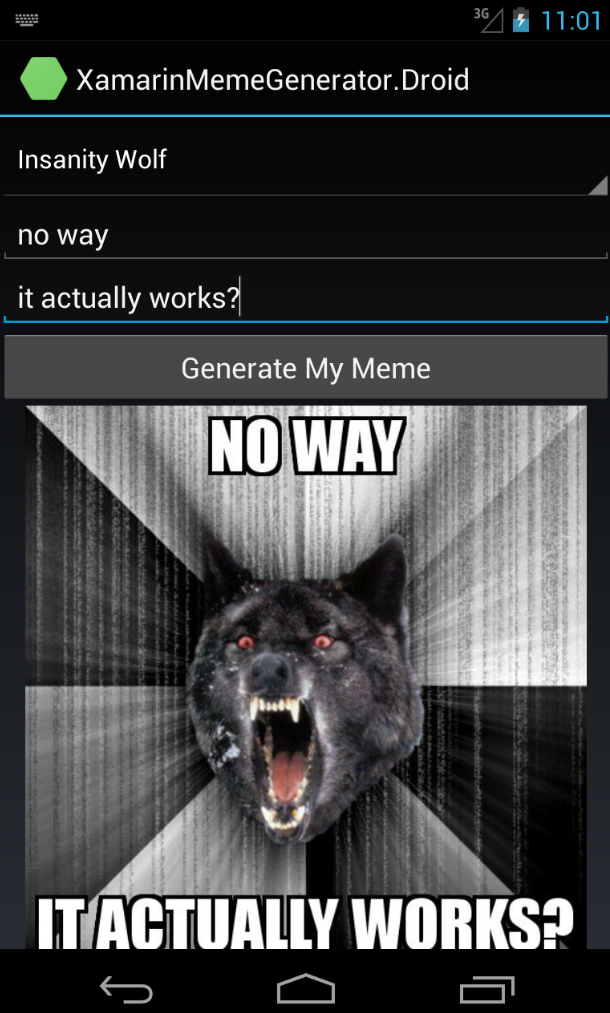 3G 11:01
XamarinMemeGenerator.Droid
Insanity Wolf
no way
it actually works?
Generate My Meme
NO WAY
IT ACTUALLY WORKS?